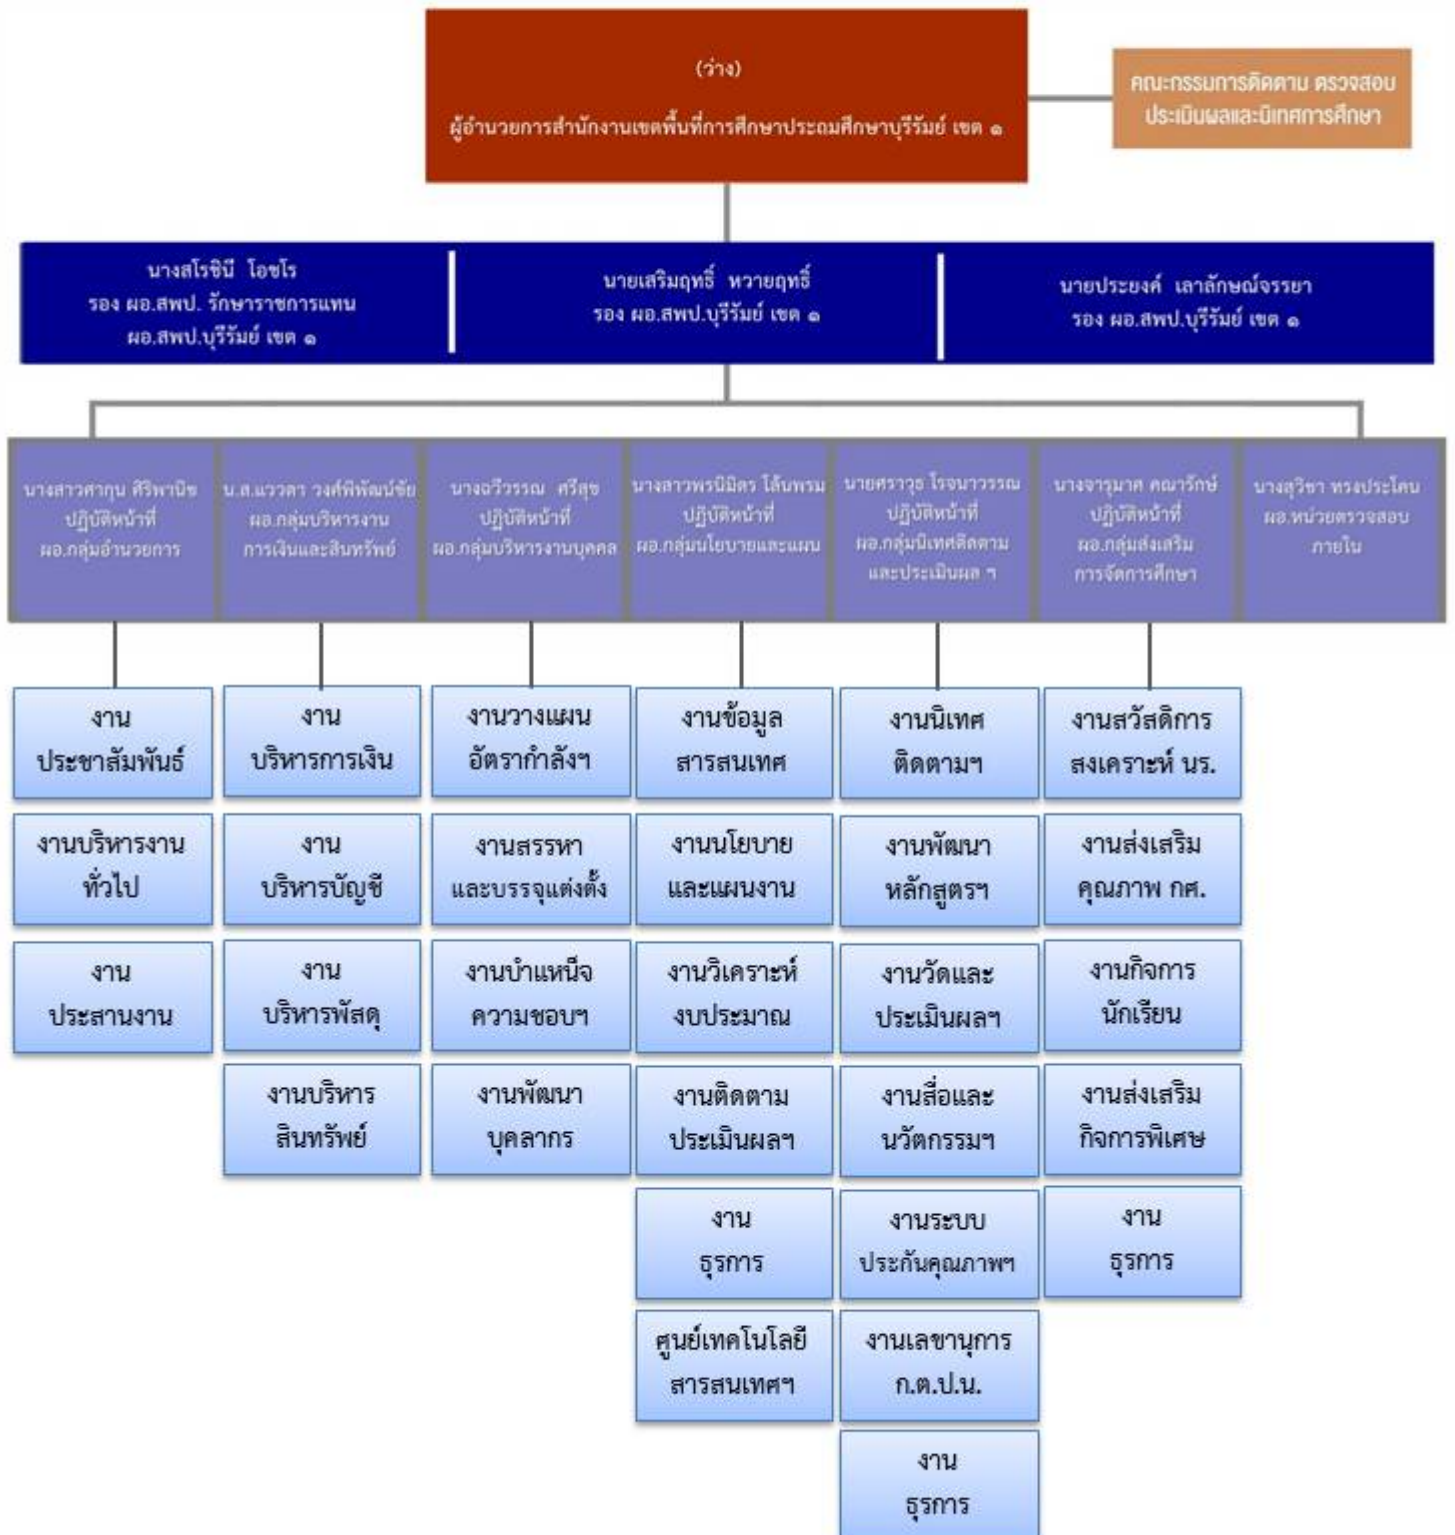 (ว่าง)
ผู้อำนวยการสำนักงานเขตพื้นที่การศึกษาประถมศึกษาบุรีรัมย์ เขต ๑
คณะกรรมการติดตาม ตรวจสอบ
ประเมินผลและนิเทศการศึกษา
นางสโรชินี โอชโร
รอง ผอ.สพป. รักษาราชการแทน
ผอ.สพป.บุรีรัมย์ เขต ๑
นายเสริมฤทธิ์ หวายฤทธิ์
รอง ผอ.สพป.บุรีรัมย์ เขต ๑
นายประยงค์ เลาลักษณ์จรรยา
รอง ผอ.สพป.บุรีรัมย์ เขต ๑
นางสาวศากุน ศิริพานิช
ปฏิบัติหน้าที่
ผอ.กลุ่มอำนวยการ
น.ส.แววตา วงศ์พิพัฒน์ชัย
ผอ.กลุ่มบริหารงาน
การเงินและสินทรัพย์
นางฉวีวรรณ ศรีสุข
ปฏิบัติหน้าที่
ผอ.กลุ่มบริหารงานบุคคล
นางสาวพรนิมิตร โล้นพรม
ปฏิบัติหน้าที่
ผอ.กลุ่มนโยบายและแผน
นายศราวุธ โรจนาวรรณ
ปฏิบัติหน้าที่
ผอ.กลุ่มนิเทศติดตาม
และประเมินผล ฯ
นางจารุมาศ คณารักษ์
ปฏิบัติหน้าที่
ผอ.กลุ่มส่งเสริม
การจัดการศึกษา
นางสุวิชา ทรงประโคน
ผอ.หน่วยตรวจสอบ
ภายใน
งาน
ประชาสัมพันธ์
งานบริหารงาน
ทั่วไป
งาน
ประสานงาน
งาน
บริหารการเงิน
งาน
บริหารบัญชี
งาน
บริหารพัสดุ
งานบริหาร
สินทรัพย์
งานวางแผน
อัตรากำลังฯ
งานสรรหา
และบรรจุแต่งตั้ง
งานบำเหน็จ
ความชอบฯ
งานพัฒนา
บุคลากร
งานข้อมูล
สารสนเทศ
งานนโยบาย
และแผนงาน
งานวิเคราะห์
งบประมาณ
งานติดตาม
ประเมินผลฯ
งาน
ธุรการ
ศูนย์เทคโนโลยี
สารสนเทศฯ
งานนิเทศ
ติดตามฯ
งานพัฒนา
หลักสูตรฯ
งานวัดและ
ประเมินผลฯ
งานสื่อและ
นวัตกรรมฯ
งานระบบ
ประกันคุณภาพฯ
งานเลขานุการ
ก.ต.ป.น.
งาน
ธุรการ
งานสวัสดิการ
สงเคราะห์ นร.
งานส่งเสริม
คุณภาพ กศ.
งานกิจการ
นักเรียน
งานส่งเสริม
กิจการพิเศษ
งาน
ธุรการ